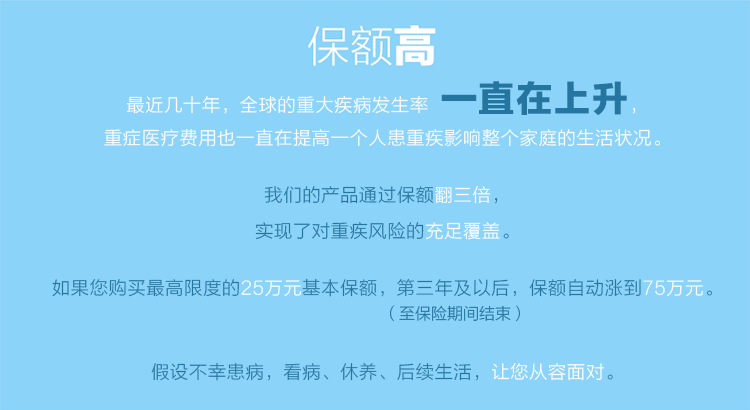 保额高
最近几十年，全球的重大疾病发生率 一直在上升，
重症医疗费用也一直在提高一个人患重疾影响整个家庭的生活状况。
我们的产品通过保额翻三倍，
实现了对重疾风险的充足覆盖。
如果您购买最高限度的25万元基本保额，第三年及以后，保额自动涨到75万元。
（至保险期间结束）
假设不幸患病，看病、休养、后续生活，让您从容面对。